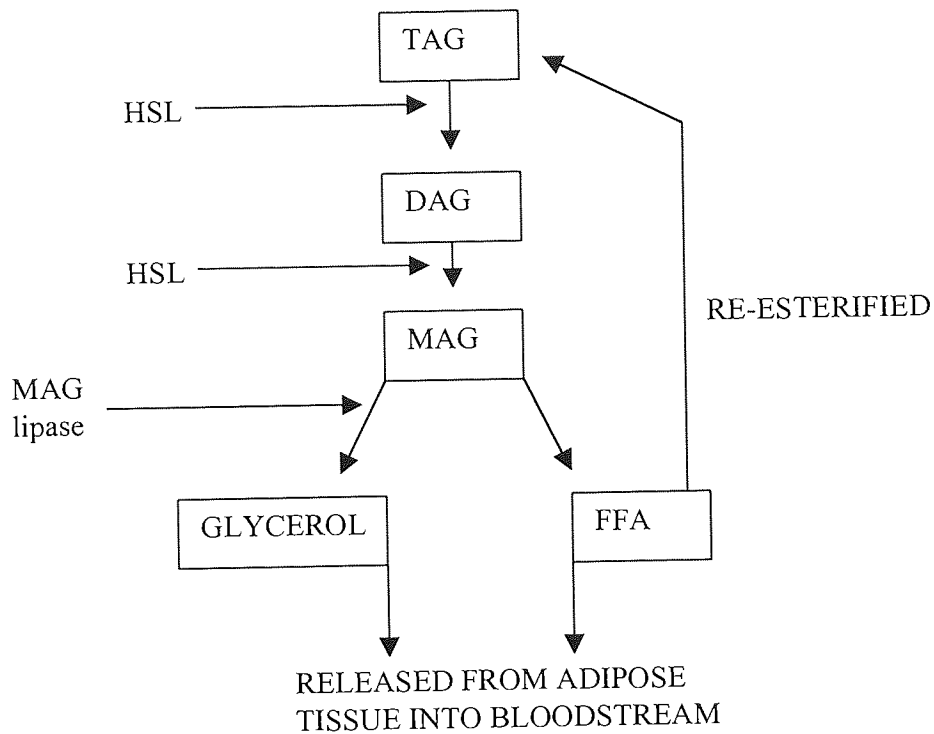 TAG
HSL
DAG
HSL
RE-ESTERIFIED
MAG
MAG
lipase
GLYCEROL
FFA
RELEASED FROM ADIPOSE
TISSUE INTO BLOODSTREAM